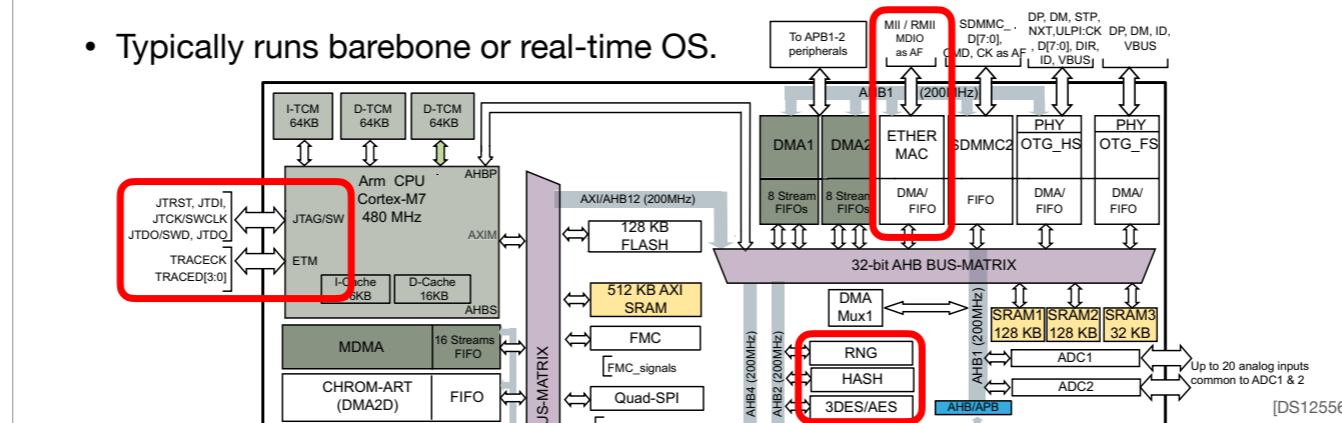 • Typically runs barebone or real-time OS.
To APB1-2
peripherals
MII / RMII
MDIO
as AF
SDMMC_
D[7:0],
CMD, CK as AF
DP, DM, STP,
NXT,ULPI:CK
, D[7:0], DIR,
ID, VBUS
DP, DM, ID,
VBUS
AHB1 (200MHz)
I-TCM
64KB
D-TCM
64KB
D-TCM
64KB
AHBP
Arm CPU
Cortex-M7
480 MHz
JTRST, JTDI,
JTCK/SWCLK
JTDO/SWD, JTDO
JTAG/SW
TRACECK
TRACED[3:0]
ETM
AXIM
I-Cache
16KB
D-Cache
16KB
AHBS
DMA1
8 Stream
FIFOs
DMA2
8 Stream
FIFOs
ETHER
MAC
DMA/
FIFO
SDMMC2
FIFO
PHY
OTG_HS
DMA/
FIFO
PHY
OTG_FS
DMA/
FIFO
AXI/AHB12 (200MHz)
128 KB
FLASH
512 KB AXI
SRAM
FMC
FMC_signals
Quad-SPI
32-bit AHB BUS-MATRIX
DMA
Mux1
SRAM1
128 KB
SRAM2
128 KB
SRAM3
32 KB
MDMA
16 Streams
FIFO
CHROM-ART
(DMA2D)
FIFO
US-MATRIX
AHB4 (200MHz)
AHB2 (200MHz)
AHB1 (200MHz)
RNG
HASH
3DES/AES
ADC1
ADC2
Up to 20 analog inputs
common to ADC1 & 2
AHB/APB
[DS12556